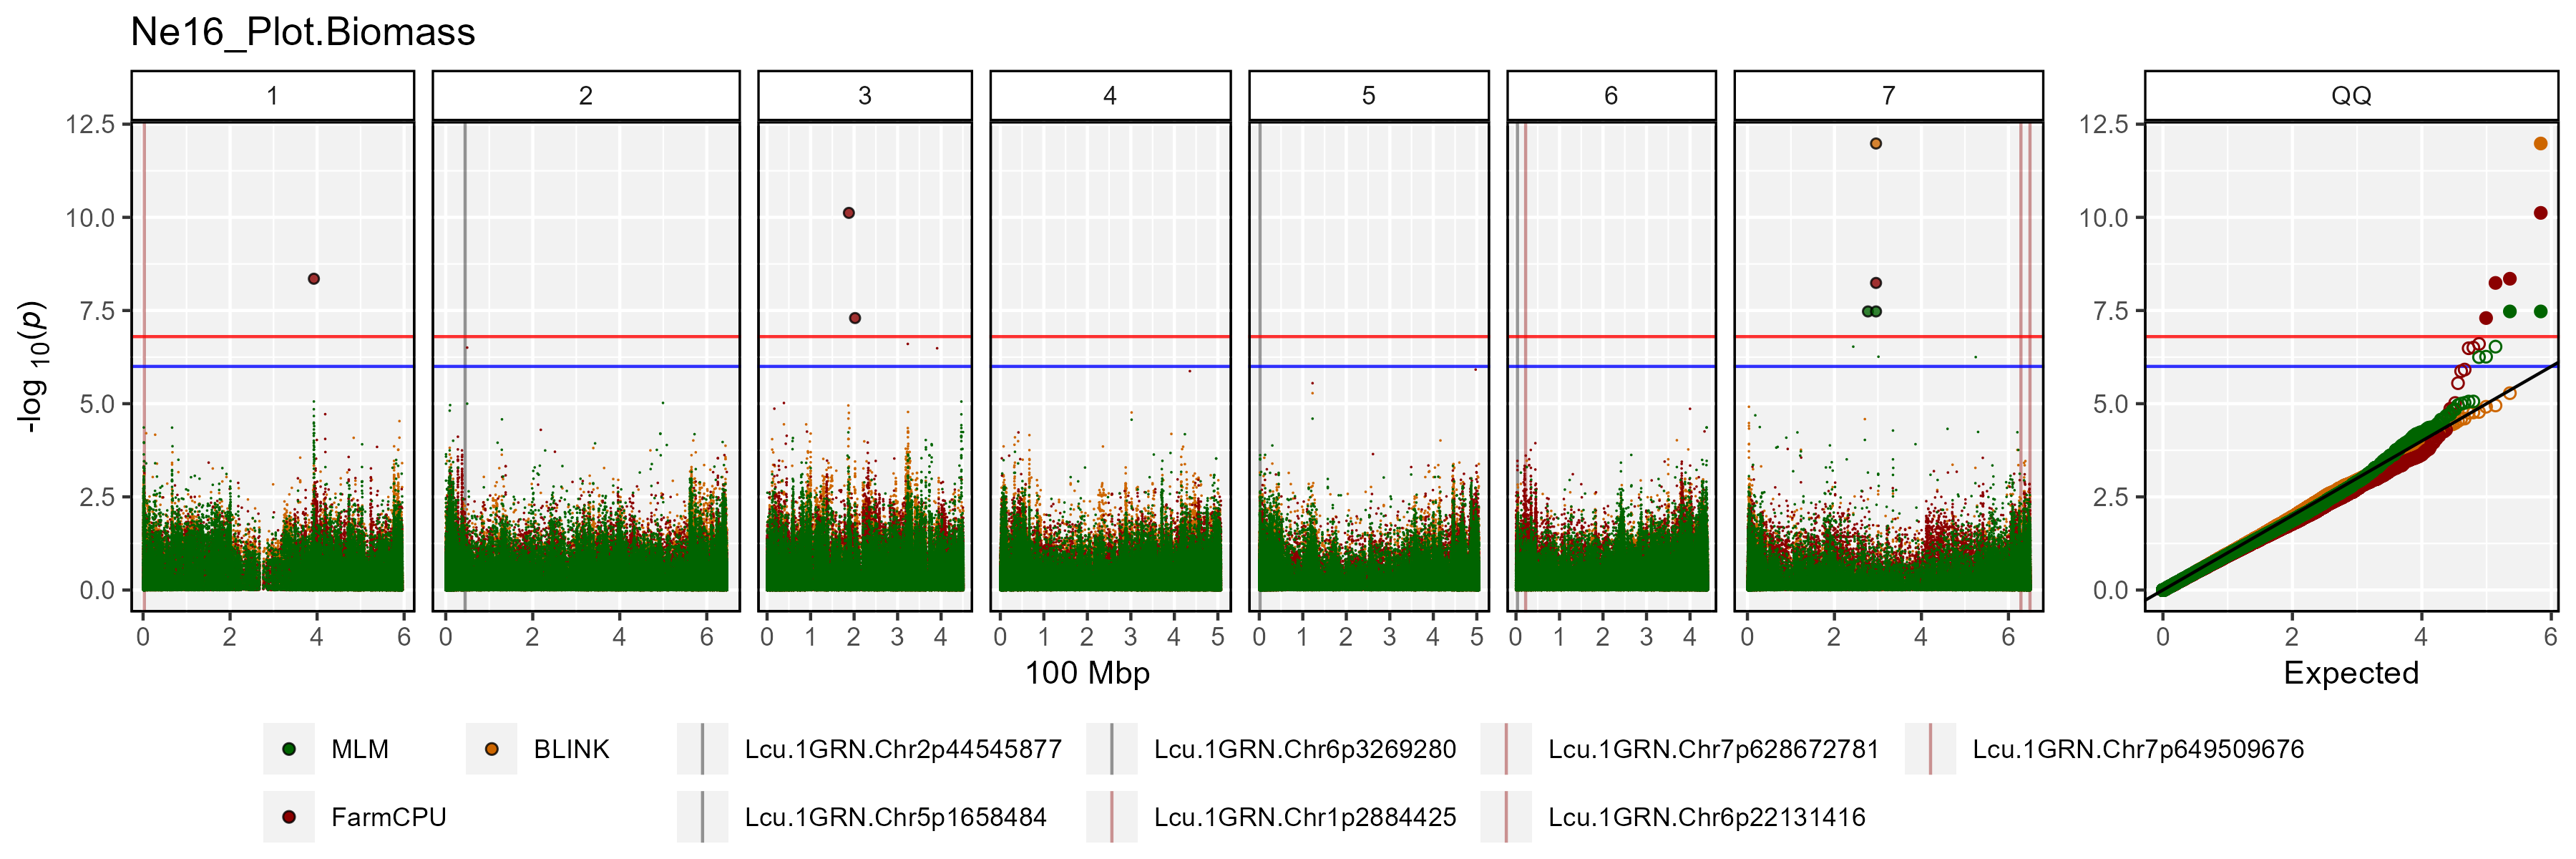 Ne16_Plot.Biomass
1 2 3 4 5 6 7 QQ
12.5 12.5
10.0 10.0
7.5 7.5
5.0 5.0
2.5 2.5
0.0 0.0
-log 10(p)
0 2 4 6 0 2 4 6 0 1 2 3 4 0 1 2 3 4 5 0 1 2 3 4 5 0 1 2 3 4 0 2 4 6 0 2 4 6
100 Mbp Expected
MLM BLINK Lcu.1GRN.Chr2p44545877 Lcu.1GRN.Chr6p3269280 Lcu.1GRN.Chr7p628672781 Lcu.1GRN.Chr7p649509676
FarmCPU Lcu.1GRN.Chr5p1658484 Lcu.1GRN.Chr1p2884425 Lcu.1GRN.Chr6p22131416